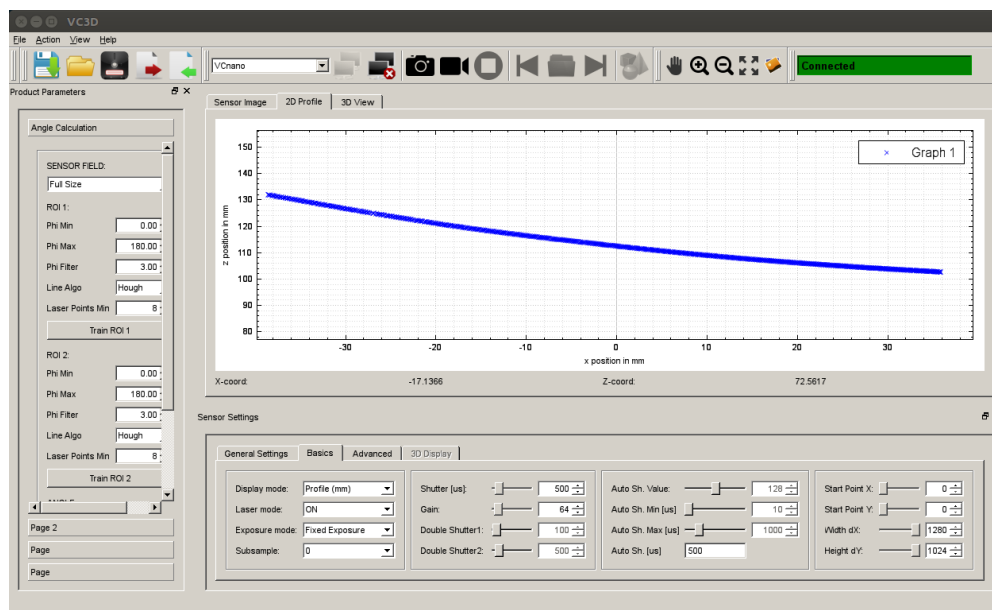 VC3D
File Action View Help
VCnano
Connected
Product Parameters
Angle Calculation
SENSOR FIELD:
Full Size
ROI 1:
Phi Min 0.00
Phi Max 180.00
Phi Filter 3.00
Line Algo Hough
Laser Points Min 8
Train ROI 1
ROI 2:
Phi Min 0.00
Phi Max 180.00
Phi Filter 3.00
Line Algo Hough
Laser Points Min 8
Train ROI 2
Page 2
Page
Page
Sensor Image 2D Profile 3D View
150
140
130
120
110
100
90
80
z position in mm
-30 -20 -10 0 10 20 30
x position in mm
Graph 1
X-coord: -17.1366 Z-coord: 72.5617
Sensor Settings
General Settings Basics Advanced 3D Display
Display mode: Profile (mm)
Laser mode: ON
Exposure mode: Fixed Exposure
Subsample: 0
Shutter [us]: 500
Gain: 64
Double Shutter1: 100
Double Shutter2: 500
Auto Sh. Value: 128
Auto Sh. Min [us] 10
Auto Sh. Max [us] 1000
Auto Sh. [us] 500
Start Point X: 0
Start Point Y: 0
Width dX: 1280
Height dY: 1024